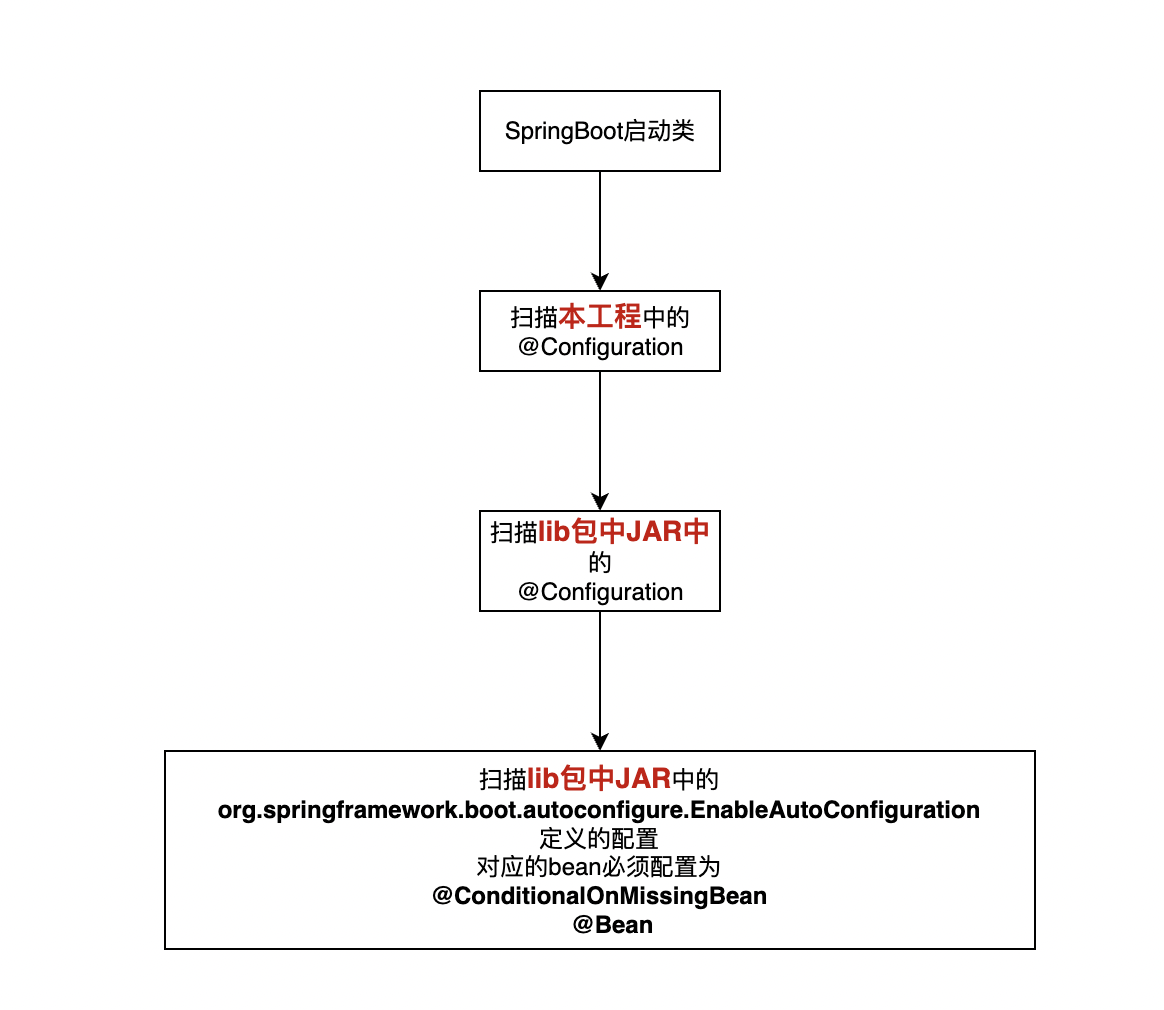 SpringBoot启动类
扫描本工程中的
@Configuration
扫描lib包中JAR中
的
@Configuration
扫描lib包中JAR中的
org.springframework.boot.autoconfigure.EnableAutoConfiguration
定义的配置
对应的bean必须配置为
@ConditionalOnMissingBean
@Bean